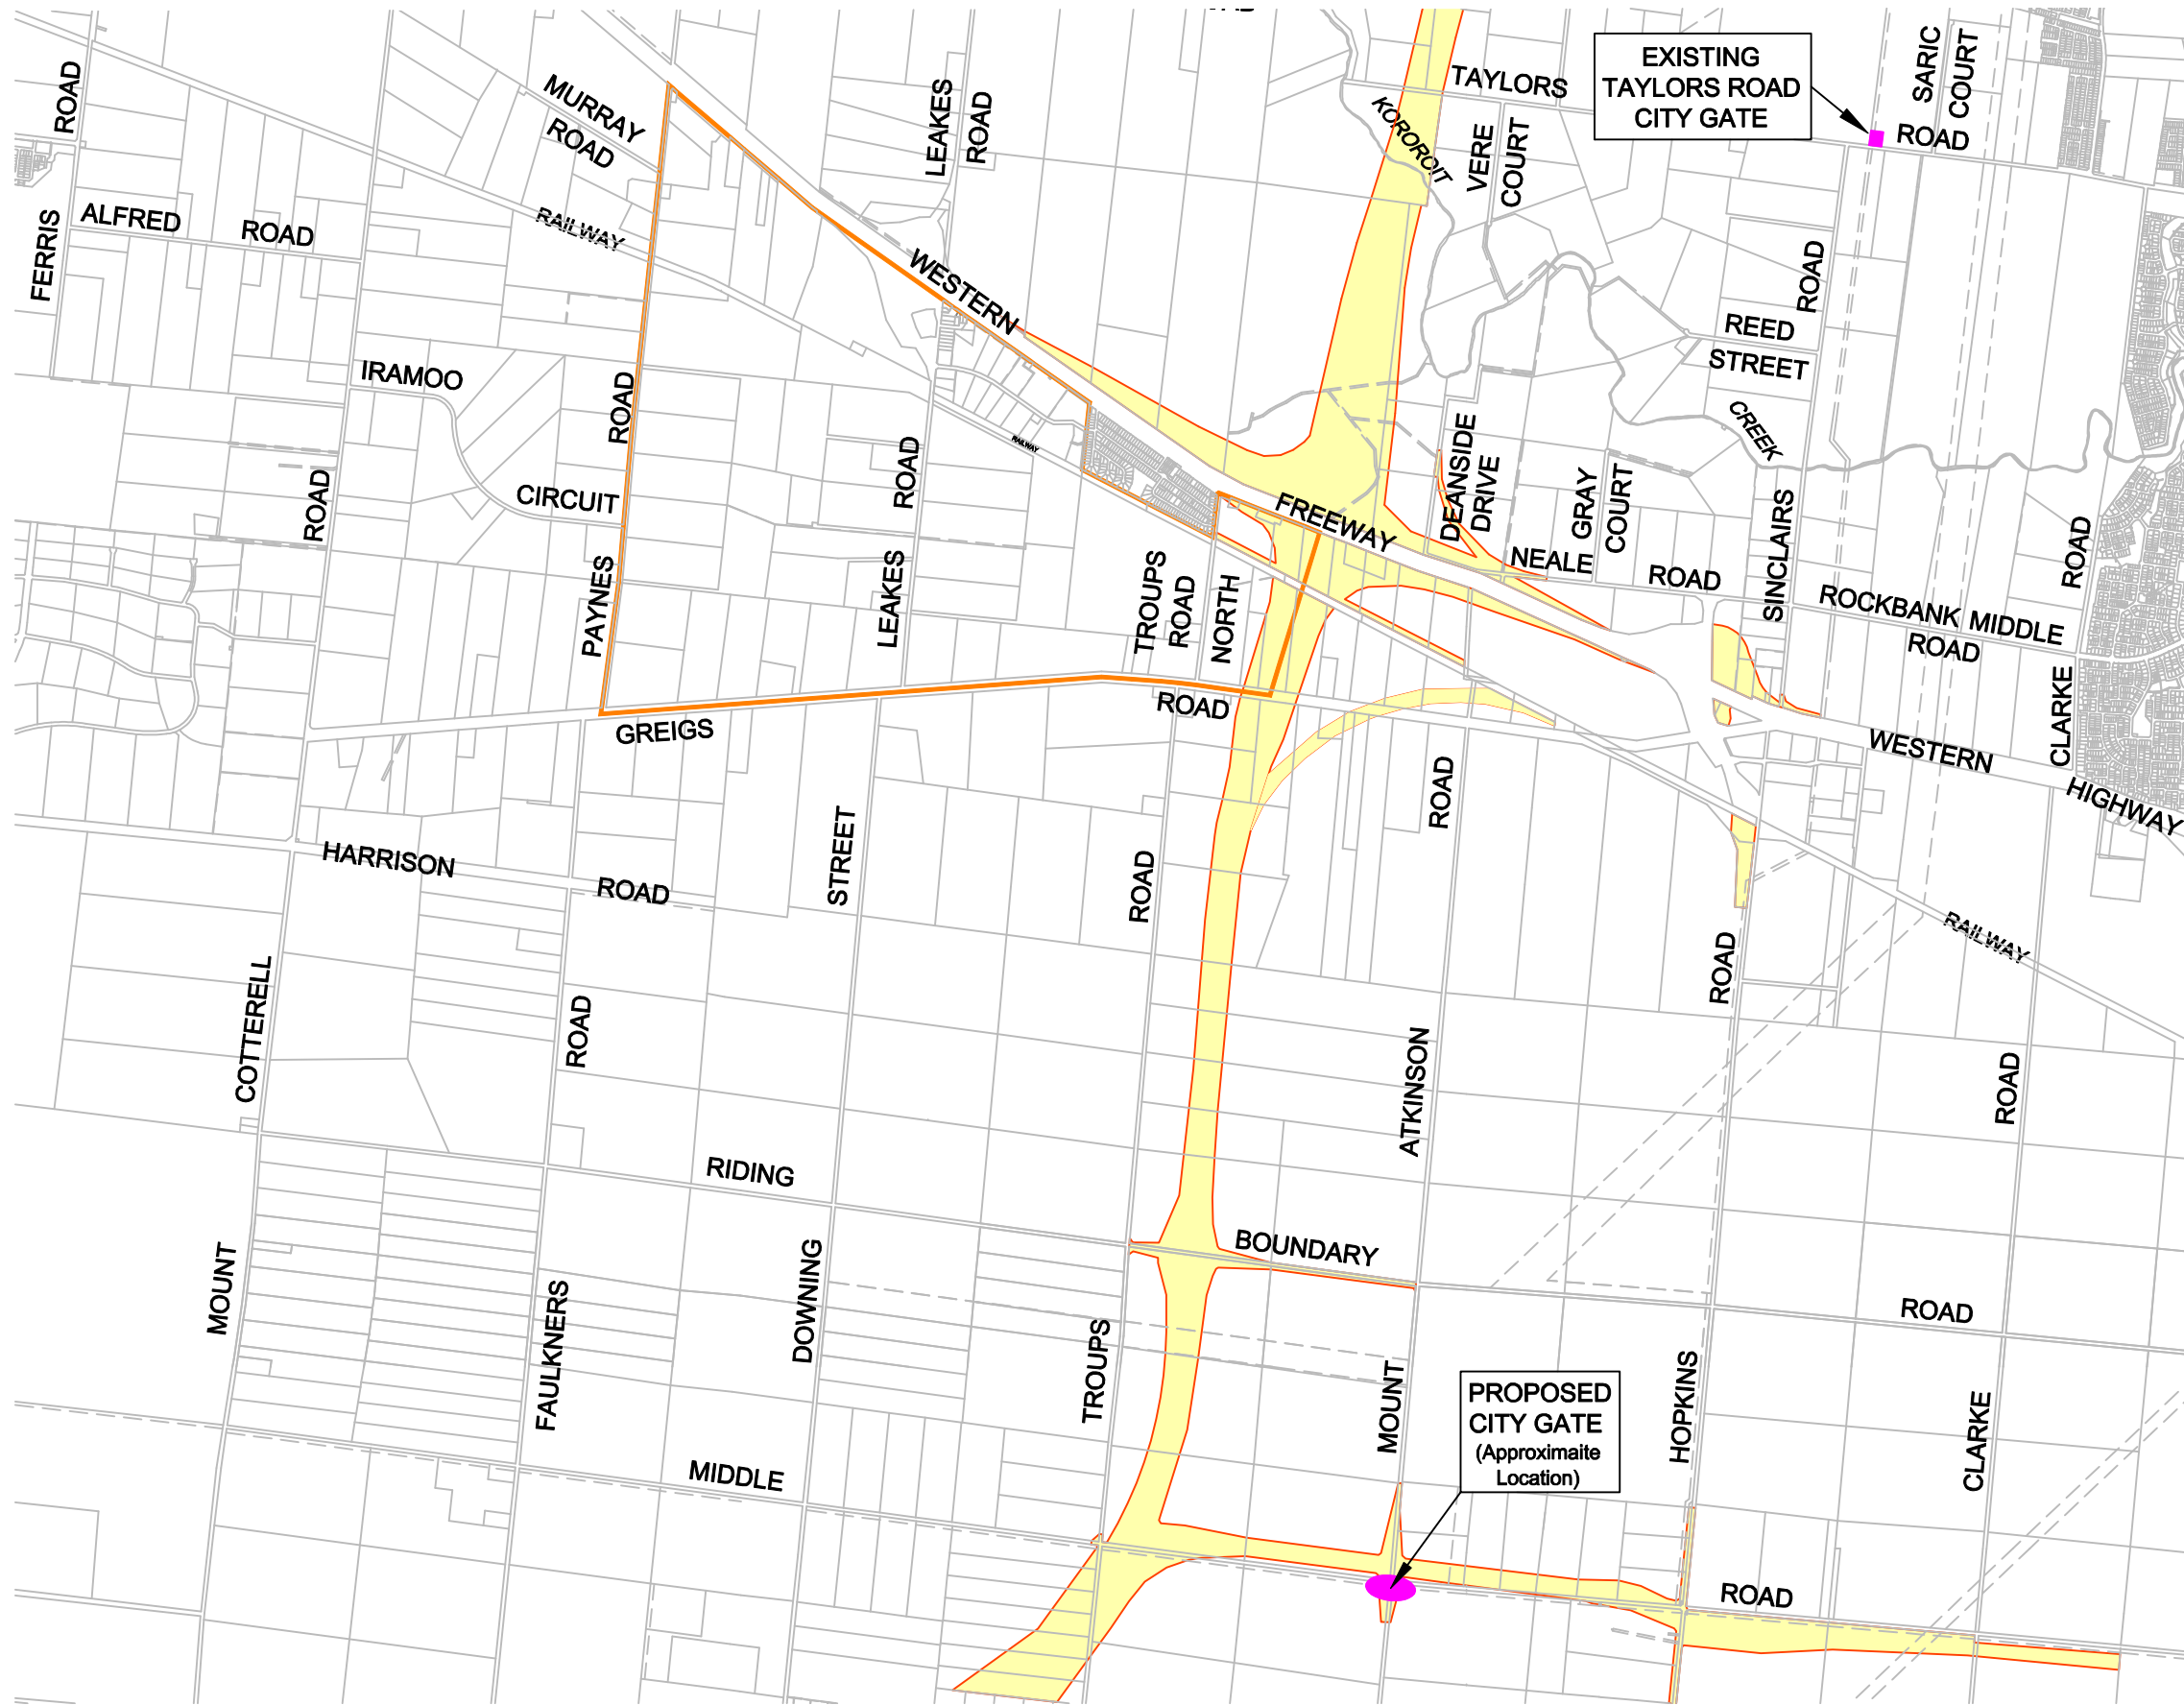 EXISTING
TAYLORS ROAD
CITY GATE
SARIC
COURT
ROAD
TAYLORS
ROAD
MURRAY
ROAD
LEAKES
ROAD
KOROROIT
VERE
COURT
FERRIS
ALFRED
ROAD
RAILWAY
WESTERN
ROAD
REED
STREET
IRAMOO
ROAD
CREEK
ROAD
CIRCUIT
ROAD
RAILWAY
DEANSIDE
DRIVE
GRAY
COURT
SINCLAIRS
ROAD
FREEWAY
NEALE
ROAD
PAYNES
LEAKES
TROUPS
ROAD
NORTH
ROCKBANK MIDDLE
ROAD
GREIGS
ROAD
CLARKE
WESTERN
HIGHWAY
ROAD
HARRISON
ROAD
STREET
ROAD
ROAD
RAILWAY
COTTERELL
ROAD
ATKINSON
ROAD
RIDING
BOUNDARY
ROAD
MOUNT
FAULKNERS
DOWNING
TROUPS
MOUNT
HOPKINS
CLARKE
PROPOSED
CITY GATE
(Approximaite
Location)
MIDDLE
ROAD